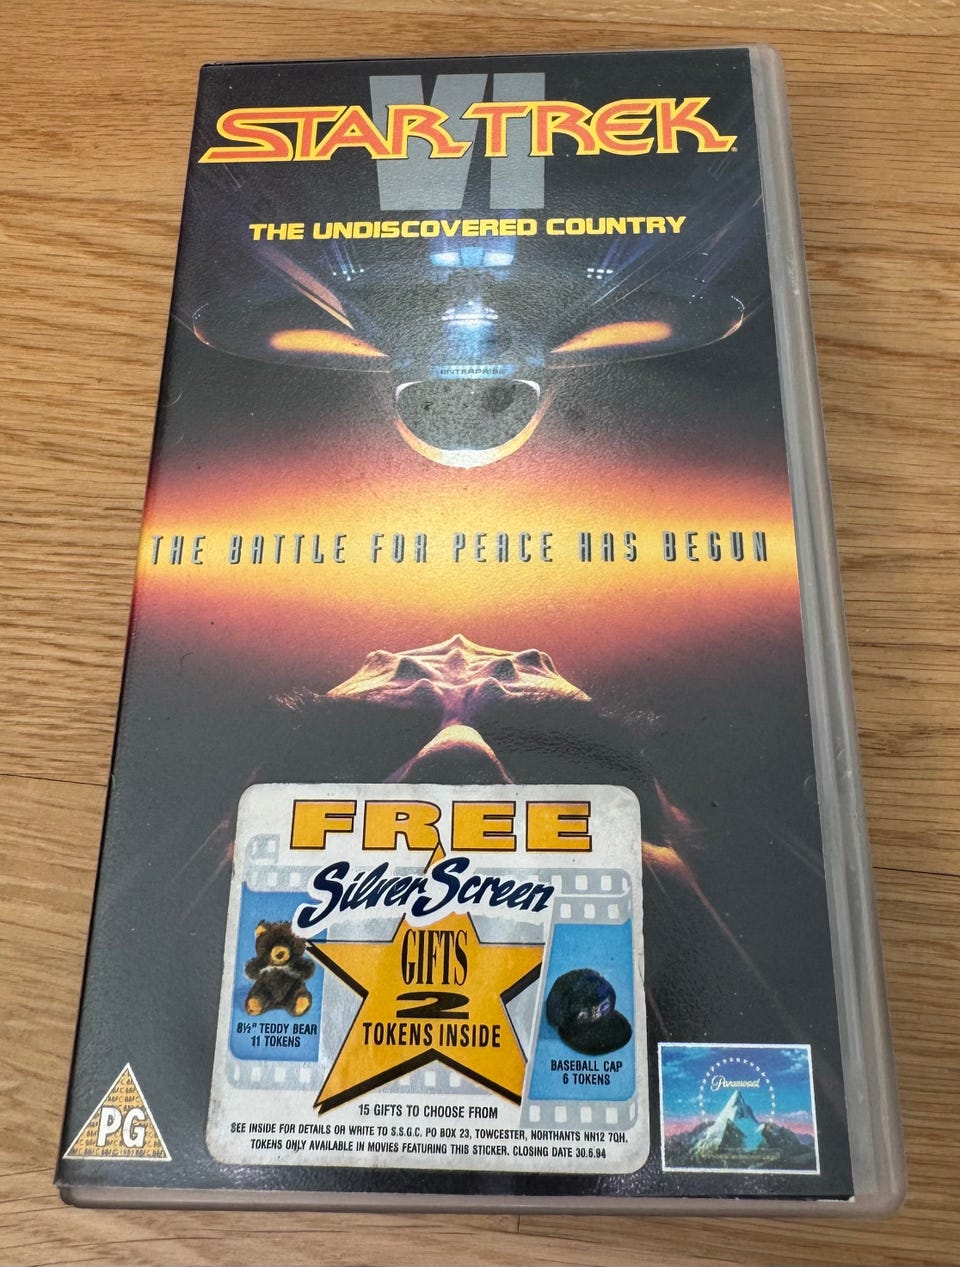 VI
STAR TREK
THE UNDISCOVERED COUNTRY
ENTERPRISE
THE BATTLE FOR PEACE HAS BEGUN
FREE
Silver Screen
GIFTS
2
TOKENS INSIDE
8½" TEDDY BEAR
11 TOKENS
BASEBALL CAP
6 TOKENS
15 GIFTS TO CHOOSE FROM
SEE INSIDE FOR DETAILS OR WRITE TO S.S.G.C. PO BOX 23, TOWCESTER, NORTHANTS NN12 7QH.
TOKENS ONLY AVAILABLE IN MOVIES FEATURING THIS STICKER. CLOSING DATE 30.6.94
PG
Paramount